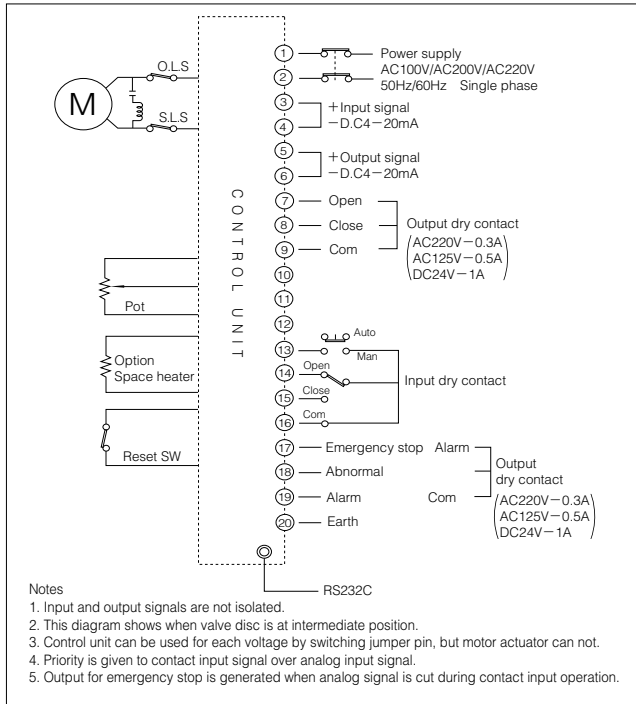 O.L.S
M
S.L.S
CONTROL UNIT
Pot
Option
Space heater
Reset SW
1 Power supply
2 AC100V/AC200V/AC220V
50Hz/60Hz Single phase
3 +Input signal
4 −D.C4−20mA
5 +Output signal
6 −D.C4−20mA
7 Open
8 Close
9 Com
Output dry contact
AC220V−0.3A
AC125V−0.5A
DC24V−1A
10
11
12
13 Auto
Man
14 Open
15 Close
16 Com
Input dry contact
17 Emergency stop Alarm
18 Abnormal
19 Alarm Com
20 Earth
Output
dry contact
AC220V−0.3A
AC125V−0.5A
DC24V−1A
RS232C
Notes
1. Input and output signals are not isolated.
2. This diagram shows when valve disc is at intermediate position.
3. Control unit can be used for each voltage by switching jumper pin, but motor actuator can not.
4. Priority is given to contact input signal over analog input signal.
5. Output for emergency stop is generated when analog signal is cut during contact input operation.